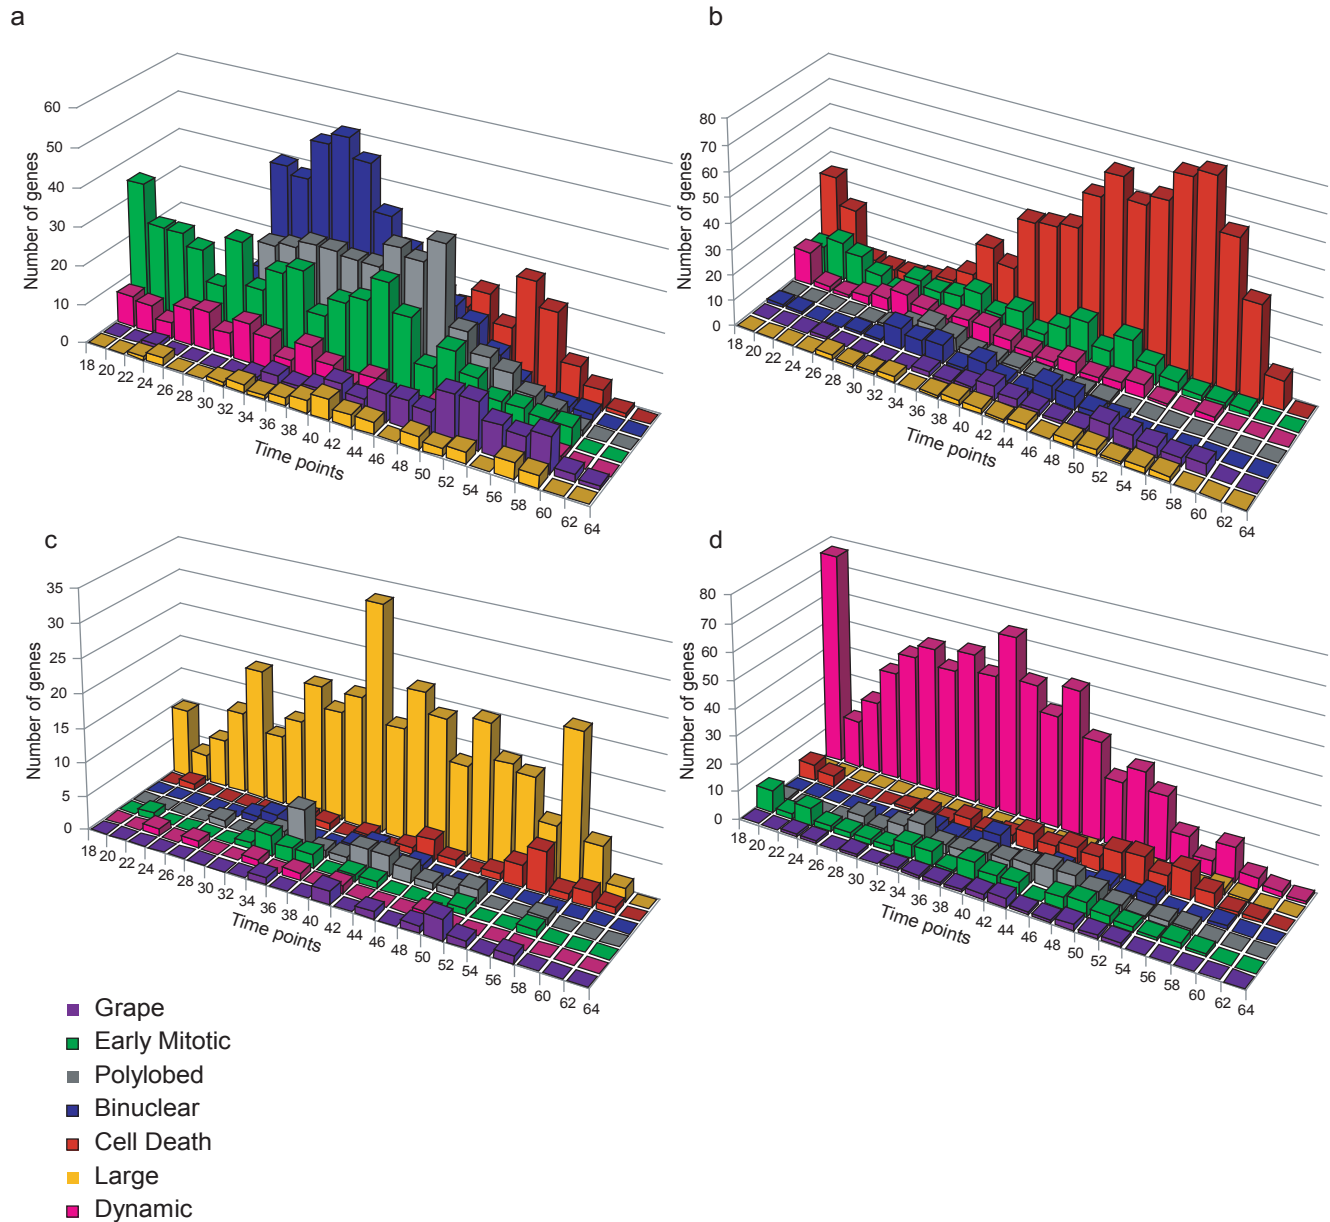 a
60
50
40
30
20
10
0
Number of genes
18 20 22 24 26 28 30 32 34 36 38 40 42 44 46 48 50 52 54 56 58 60 62 64
Time points
b
80
70
60
50
40
30
20
10
0
Number of genes
18 20 22 24 26 28 30 32 34 36 38 40 42 44 46 48 50 52 54 56 58 60 62 64
Time points
c
35
30
25
20
15
10
5
0
Number of genes
18 20 22 24 26 28 30 32 34 36 38 40 42 44 46 48 50 52 54 56 58 60 62 64
Time points
d
80
70
60
50
40
30
20
10
0
Number of genes
18 20 22 24 26 28 30 32 34 36 38 40 42 44 46 48 50 52 54 56 58 60 62 64
Time points
Grape
Early Mitotic
Polylobed
Binuclear
Cell Death
Large
Dynamic